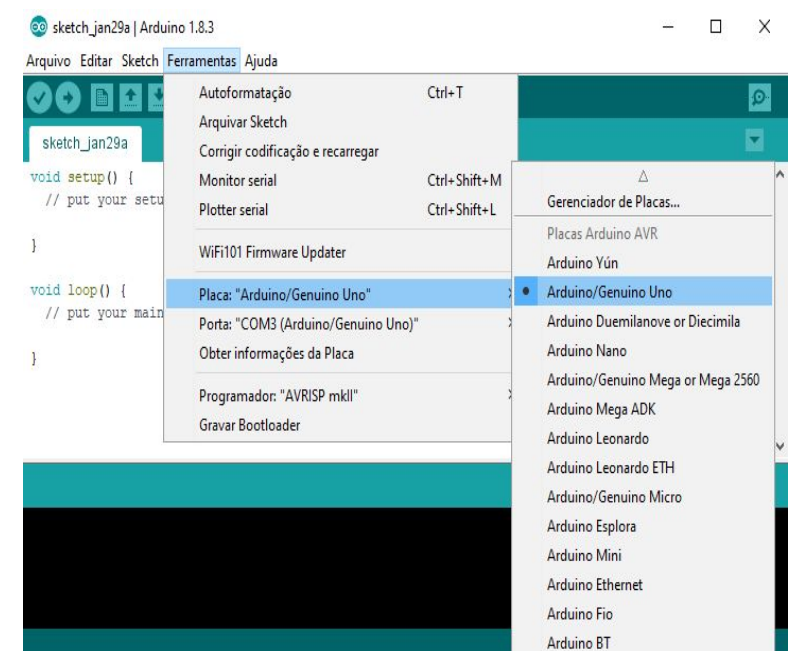 sketch_jan29a | Arduino 1.8.3
Arquivo Editar Sketch Ferramentas Ajuda
sketch_jan29a
void setup() {
// put your setu
}
void loop() {
// put your main
}
Autoformatação Ctrl+T
Arquivar Sketch
Corrigir codificação e recarregar
Monitor serial Ctrl+Shift+M
Plotter serial Ctrl+Shift+L
WiFi101 Firmware Updater
Placa: "Arduino/Genuino Uno"
Porta: "COM3 (Arduino/Genuino Uno)"
Obter informações da Placa
Programador: "AVRISP mkII"
Gravar Bootloader
Gerenciador de Placas...
Placas Arduino AVR
Arduino Yún
Arduino/Genuino Uno
Arduino Duemilanove or Diecimila
Arduino Nano
Arduino/Genuino Mega or Mega 2560
Arduino Mega ADK
Arduino Leonardo
Arduino Leonardo ETH
Arduino/Genuino Micro
Arduino Esplora
Arduino Mini
Arduino Ethernet
Arduino Fio
Arduino BT